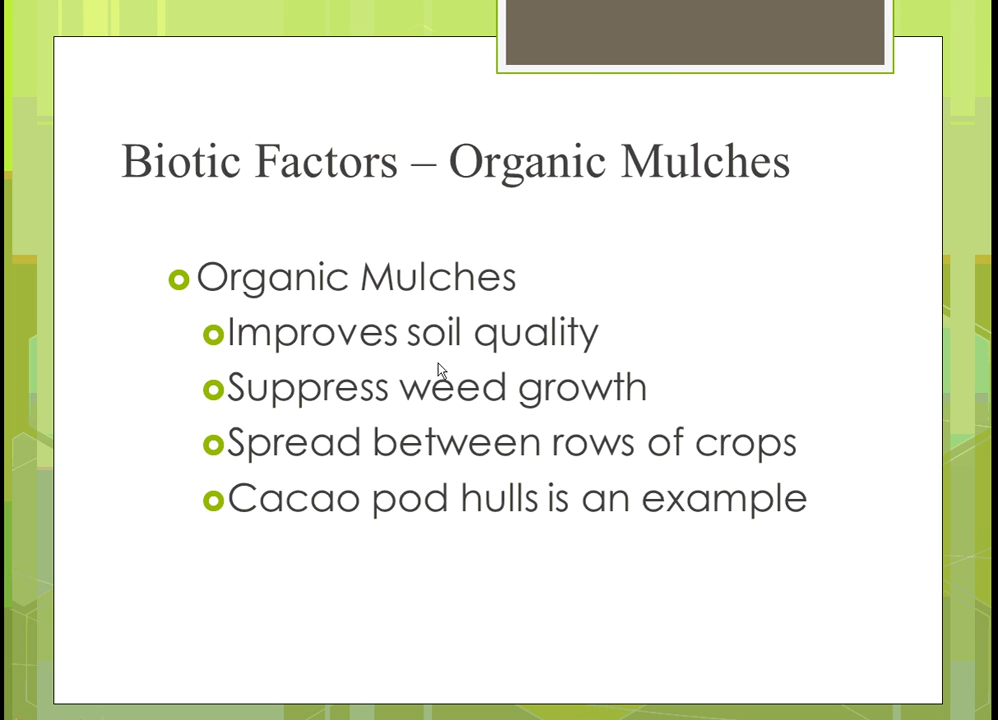 Biotic Factors – Organic Mulches
Organic Mulches
Improves soil quality
Suppress weed growth
Spread between rows of crops
Cacao pod hulls is an example